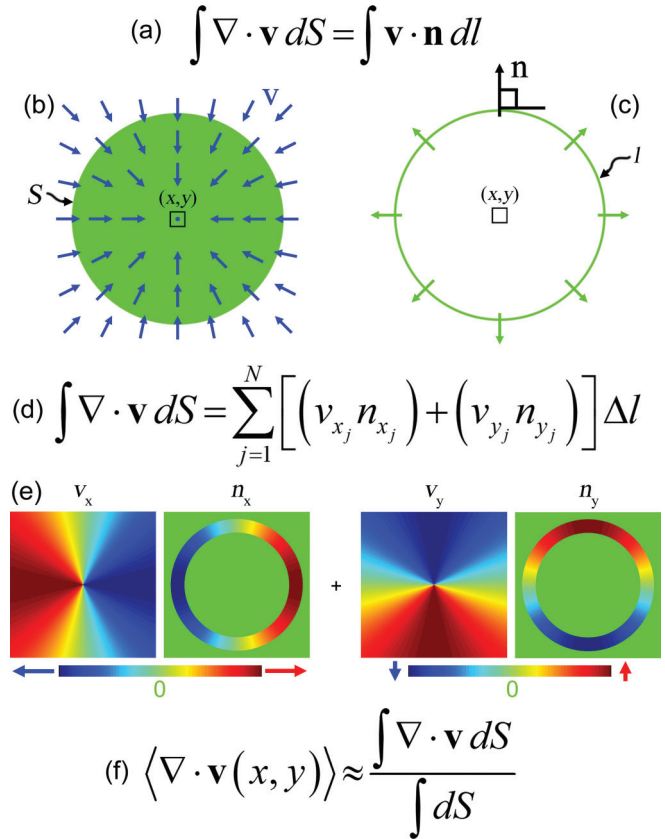 (a) ∫ ∇ · v dS = ∫ v · n dl
(b) v n (c)
S (x,y) (x,y) l
(d) ∫ ∇ · v dS = ∑_{j=1}^{N} [(v_{x_j} n_{x_j}) + (v_{y_j} n_{y_j})] Δl
(e) v_x n_x v_y n_y
+
0 0
(f) ⟨∇ · v(x, y)⟩ ≈ ∫ ∇ · v dS / ∫ dS